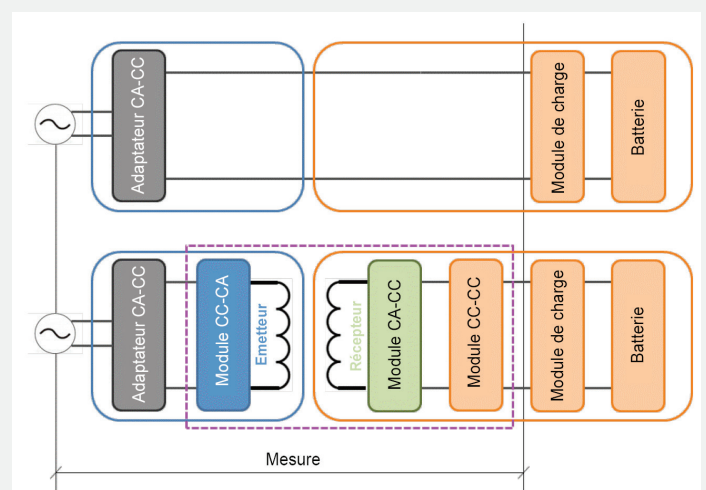 Adaptateur CA-CC
Module de charge
Batterie
Adaptateur CA-CC
Module CC-CA
Emetteur
Récepteur
Module CA-CC
Module CC-CC
Module de charge
Batterie
Mesure